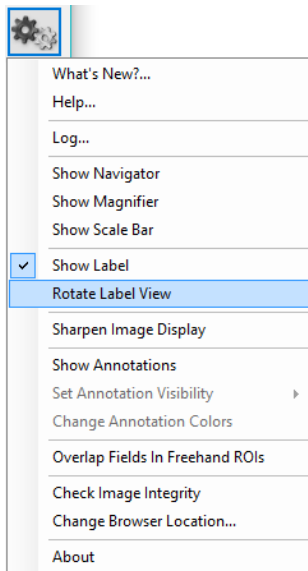 What's New?...
Help...
Log...
Show Navigator
Show Magnifier
Show Scale Bar
Show Label
Rotate Label View
Sharpen Image Display
Show Annotations
Set Annotation Visibility
Change Annotation Colors
Overlap Fields In Freehand ROIs
Check Image Integrity
Change Browser Location...
About